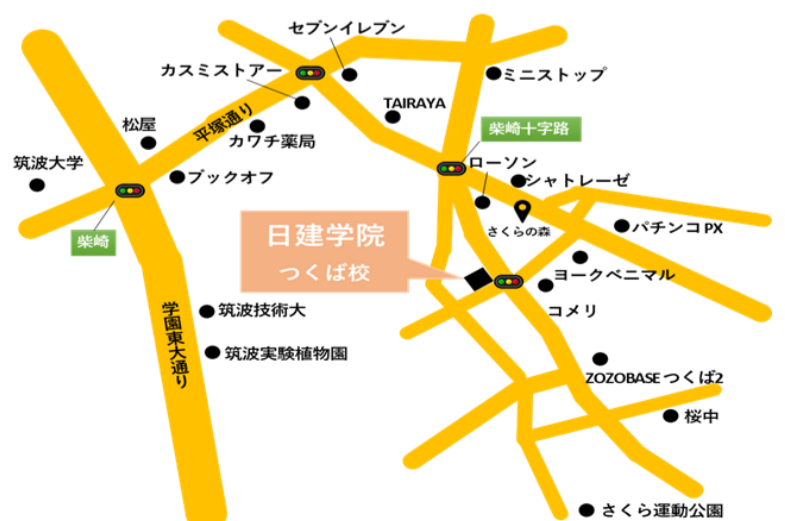 セブンイレブン
カスミストアー
ミニストップ
TAIRAYA
平塚通り
松屋
カワチ薬局
柴崎十字路
筑波大学
ブックオフ
ローソン
シャトレーゼ
柴崎
日建学院
つくば校
さくらの森
パチンコPX
ヨークベニマル
コメリ
学園東大通り
筑波技術大
筑波実験植物園
ZOZOBASEつくば2
桜中
さくら運動公園